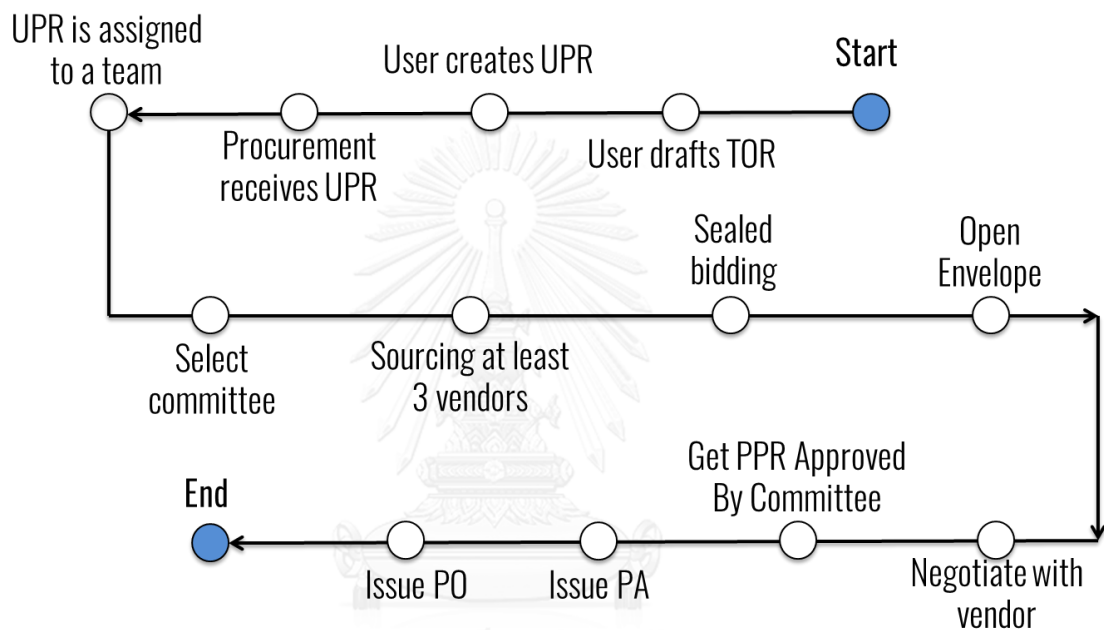 UPR is assigned
to a team
User creates UPR
Start
Procurement
receives UPR
User drafts TOR
Sealed
bidding
Open
Envelope
Select
committee
Sourcing at least
3 vendors
Get PPR Approved
By Committee
End
Issue PO
Issue PA
Negotiate with
vendor